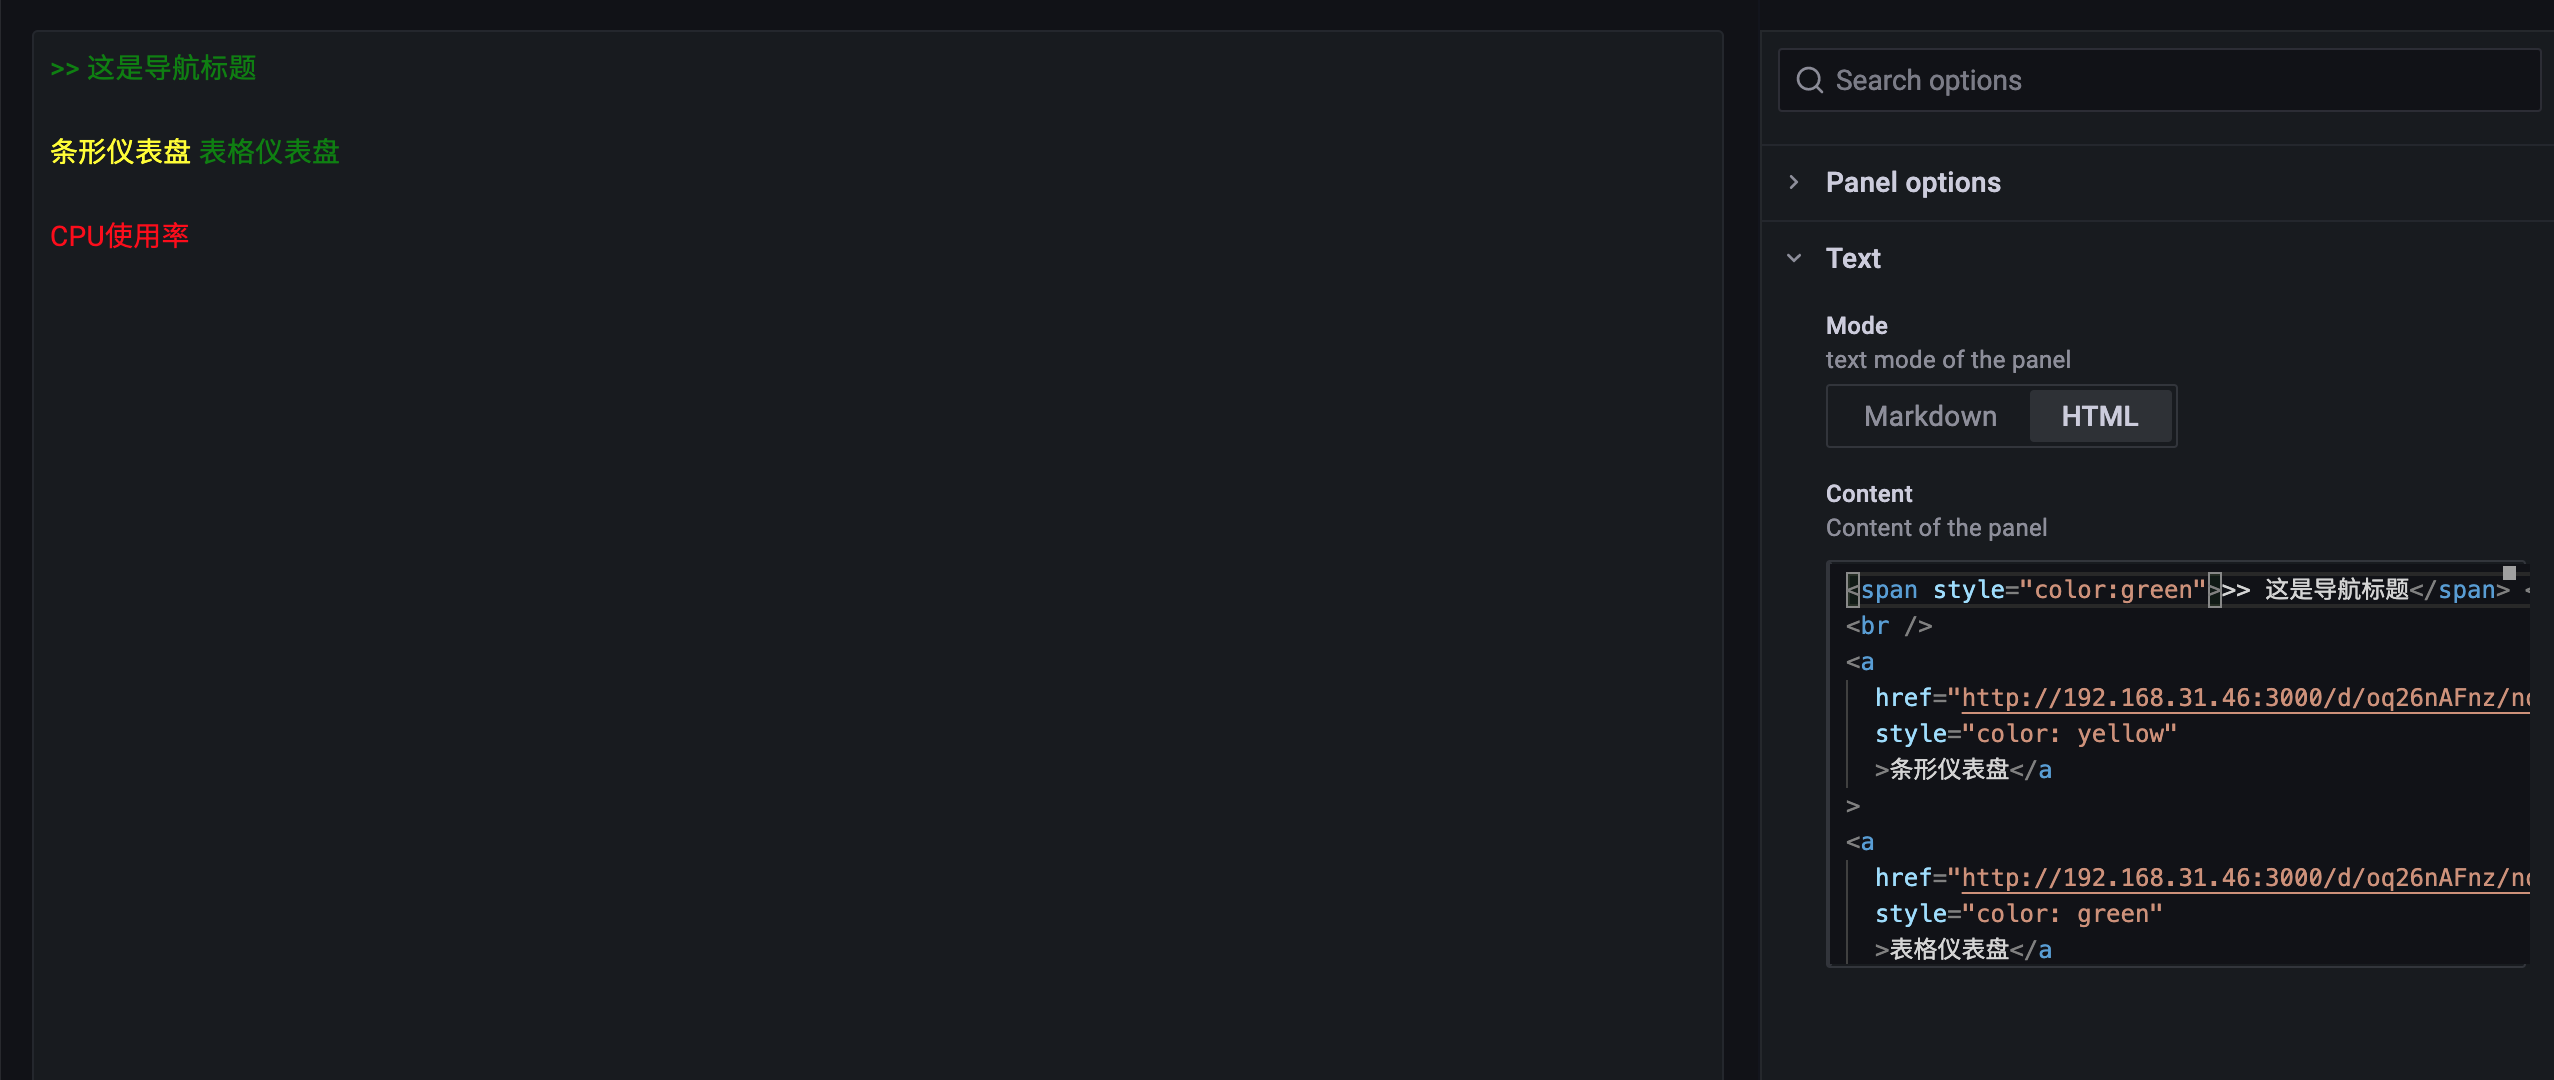 >> 这是导航标题
条形仪表盘 表格仪表盘
CPU使用率
Search options
Panel options
Text
Mode
text mode of the panel
Markdown HTML
Content
Content of the panel
<span style="color:green">>> 这是导航标题</span> <
<br />
<a
href="http://192.168.31.46:3000/d/oq26nAFnz/no
style="color: yellow"
>条形仪表盘</a
>
<a
href="http://192.168.31.46:3000/d/oq26nAFnz/no
style="color: green"
>表格仪表盘</a